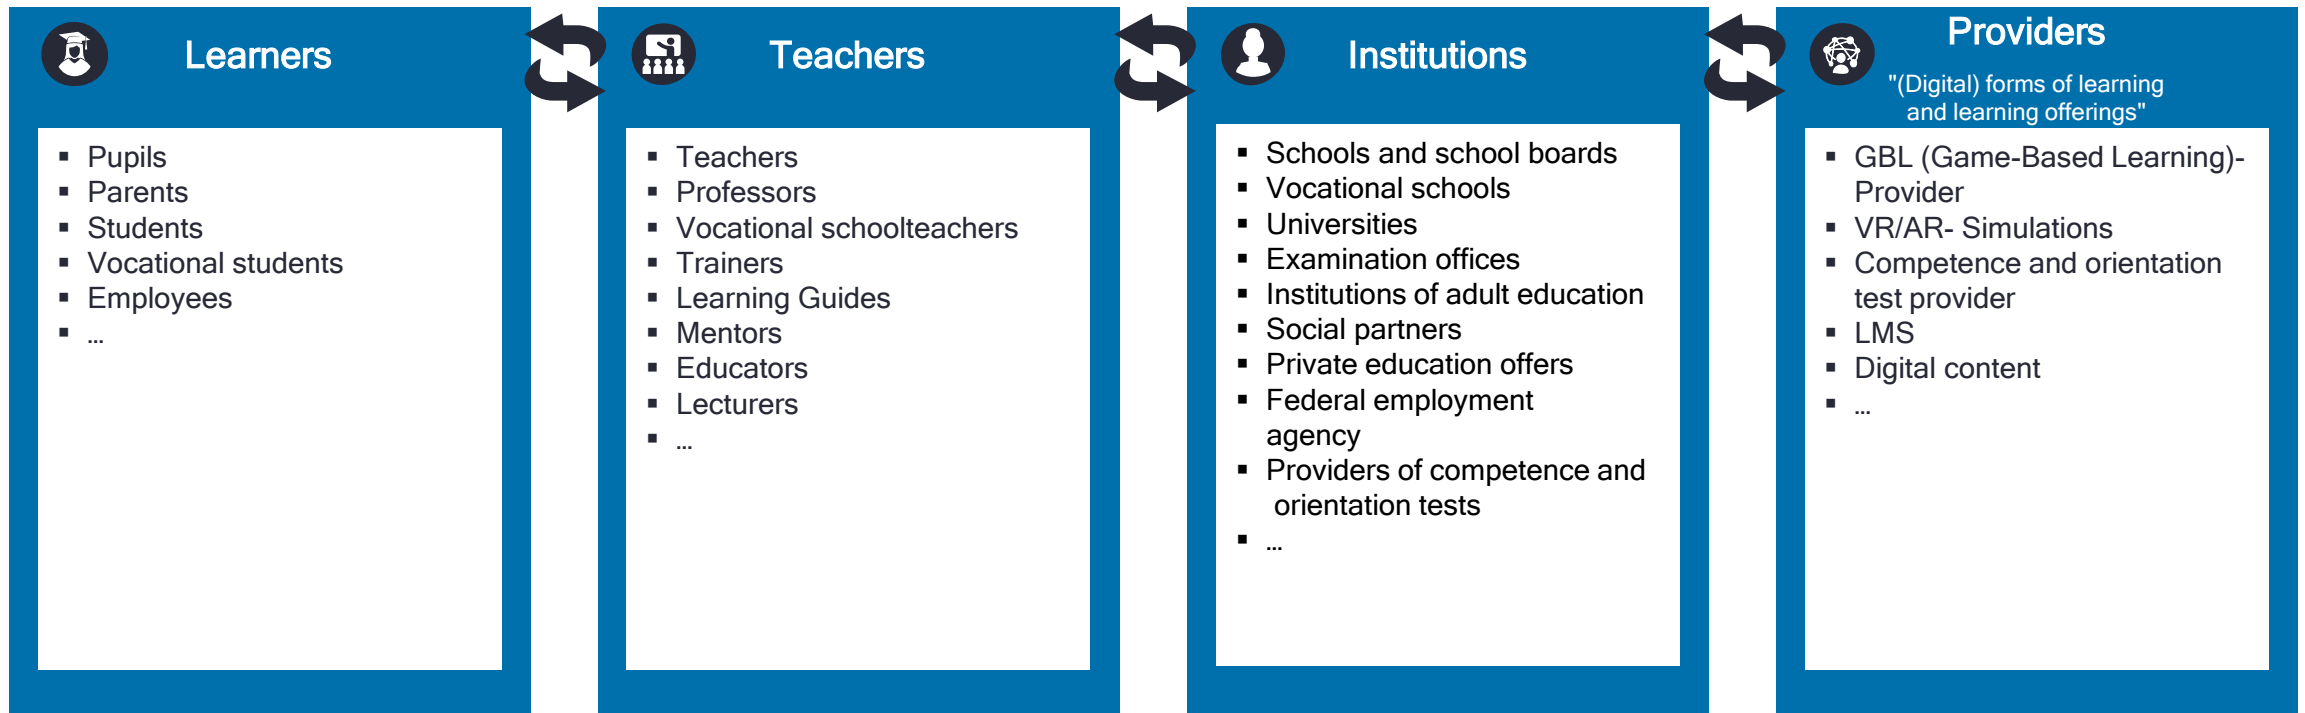 Learners
▪ Pupils
▪ Parents
▪ Students
▪ Vocational students
▪ Employees
▪ ...
Teachers
▪ Teachers
▪ Professors
▪ Vocational schoolteachers
▪ Trainers
▪ Learning Guides
▪ Mentors
▪ Educators
▪ Lecturers
▪ ...
Institutions
▪ Schools and school boards
▪ Vocational schools
▪ Universities
▪ Examination offices
▪ Institutions of adult education
▪ Social partners
▪ Private education offers
▪ Federal employment
agency
▪ Providers of competence and
orientation tests
▪ ...
Providers
"(Digital) forms of learning
and learning offerings"
▪ GBL (Game-Based Learning)-
Provider
▪ VR/AR- Simulations
▪ Competence and orientation
test provider
▪ LMS
▪ Digital content
▪ ...